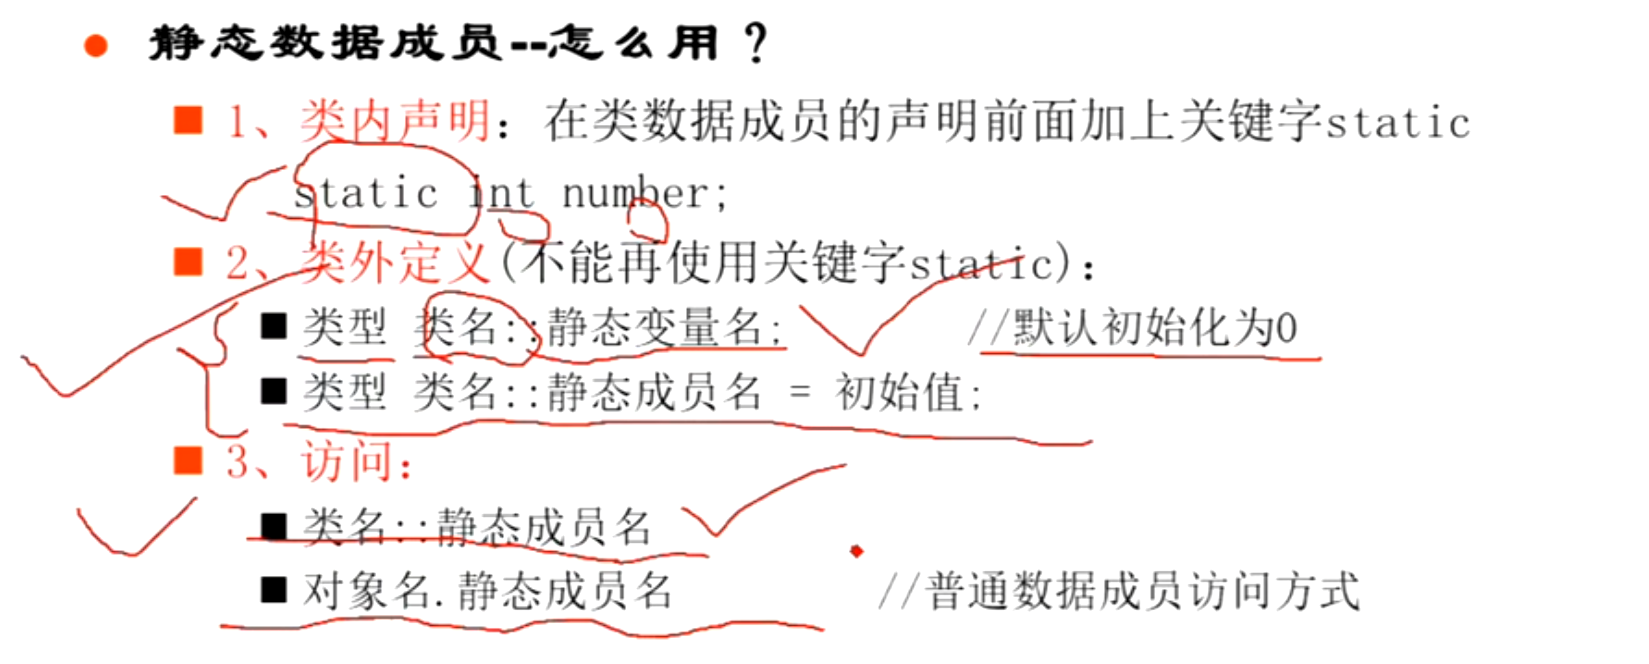 静态数据成员--怎么用？
1、类内声明：在类数据成员的声明前面加上关键字static
static int number;
2、类外定义(不能再使用关键字static)：
类型 类名::静态变量名; //默认初始化为0
类型 类名::静态成员名 = 初始值;
3、访问：
类名::静态成员名
对象名.静态成员名 //普通数据成员访问方式